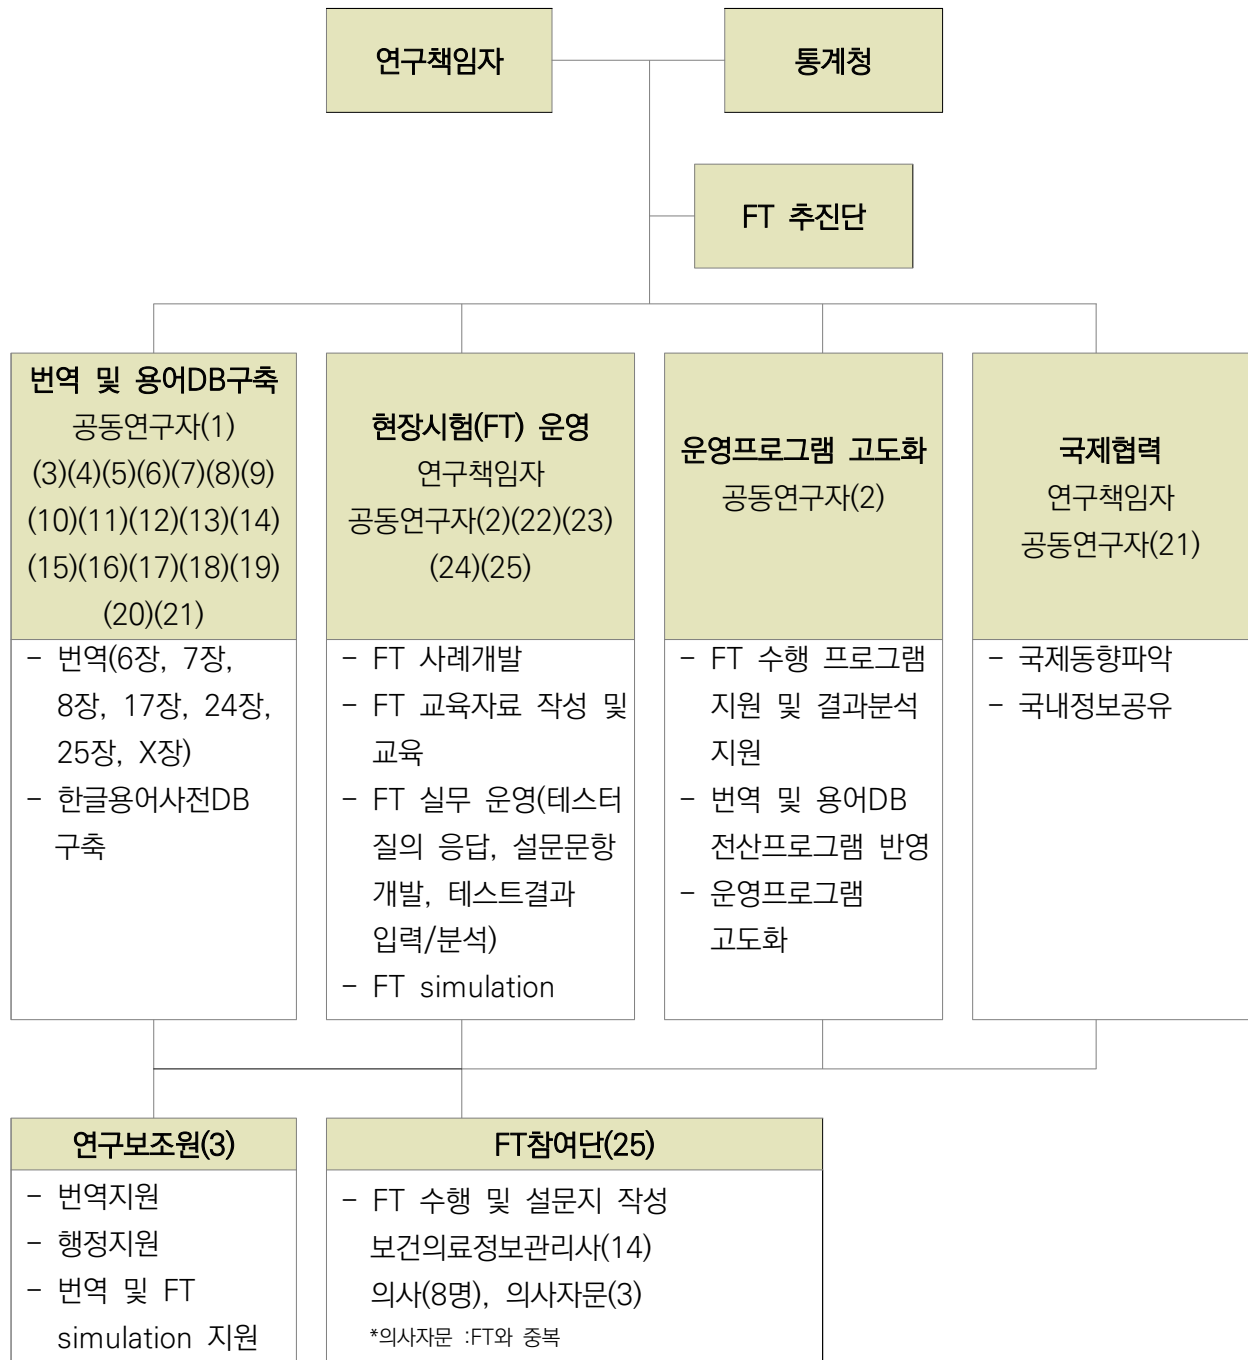 연구책임자
통계청
FT 추진단
번역 및 용어DB구축
공동연구자(1)
(3)(4)(5)(6)(7)(8)(9)
(10)(11)(12)(13)(14)
(15)(16)(17)(18)(19)
(20)(21)
- 번역(6장, 7장,
8장, 17장, 24장,
25장, X장)
- 한글용어사전DB
구축
현장시험(FT) 운영
연구책임자
공동연구자(2)(22)(23)
(24)(25)
- FT 사례개발
- FT 교육자료 작성 및
교육
- FT 실무 운영(테스터
질의 응답, 설문문항
개발, 테스트결과
입력/분석)
- FT simulation
운영프로그램 고도화
공동연구자(2)
- FT 수행 프로그램
지원 및 결과분석
지원
- 번역 및 용어DB
전산프로그램 반영
- 운영프로그램
고도화
국제협력
연구책임자
공동연구자(21)
- 국제동향파악
- 국내정보공유
연구보조원(3)
- 번역지원
- 행정지원
- 번역 및 FT
simulation 지원
FT참여단(25)
- FT 수행 및 설문지 작성
보건의료정보관리사(14)
의사(8명), 의사자문(3)
*의사자문 :FT와 중복